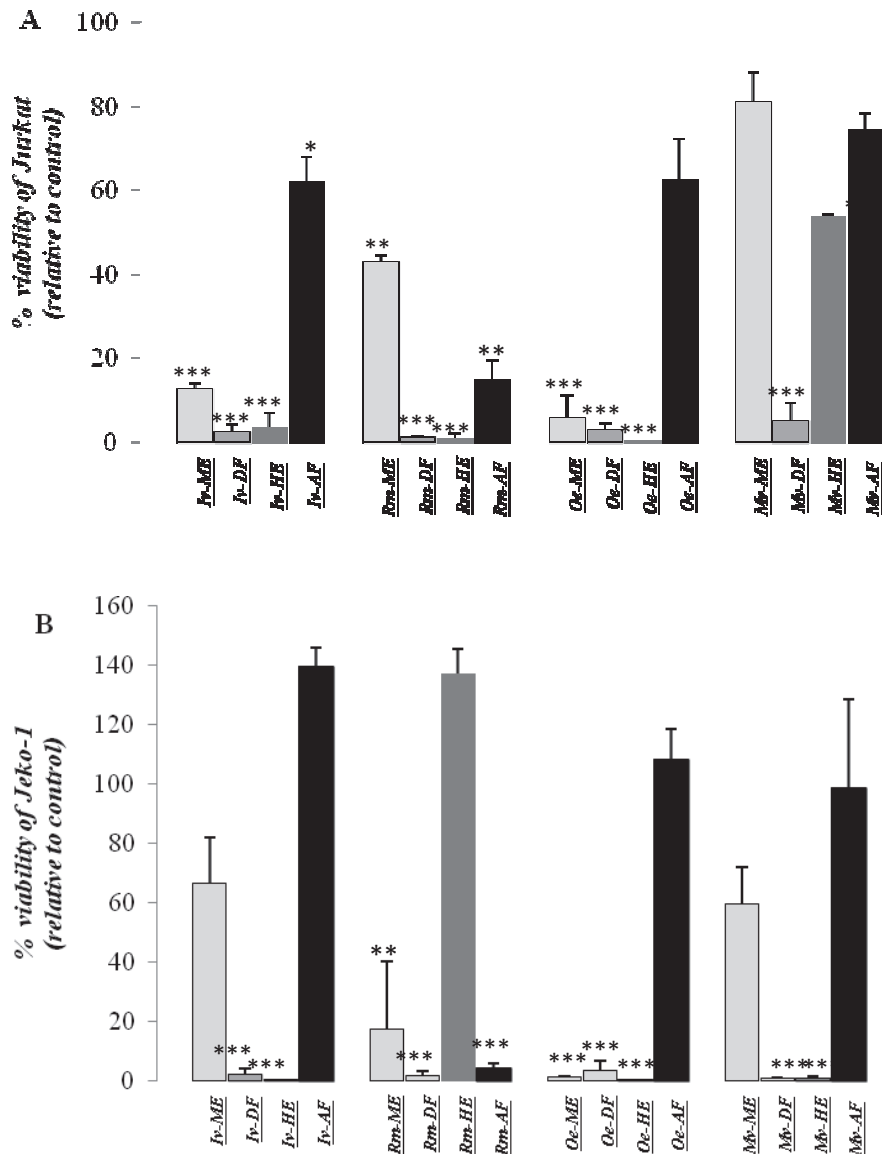 A
100
80
60
40
20
0
% viability of Jurkat
(relative to control)
***
***
***
*
**
***
***
**
***
***
***
***
Iv-ME
Iv-DF
Iv-HE
Iv-AF
Rm-ME
Rm-DF
Rm-HE
Rm-AF
Oe-ME
Oe-DF
Oe-HE
Oe-AF
Mv-ME
Mv-DF
Mv-HE
Mv-AF
B
160
140
120
100
80
60
40
20
0
% viability of Jeko-1
(relative to control)
***
***
**
***
***
***
***
***
***
***
Iv-ME
Iv-DF
Iv-HE
Iv-AF
Rm-ME
Rm-DF
Rm-HE
Rm-AF
Oe-ME
Oe-DF
Oe-HE
Oe-AF
Mv-ME
Mv-DF
Mv-HE
Mv-AF